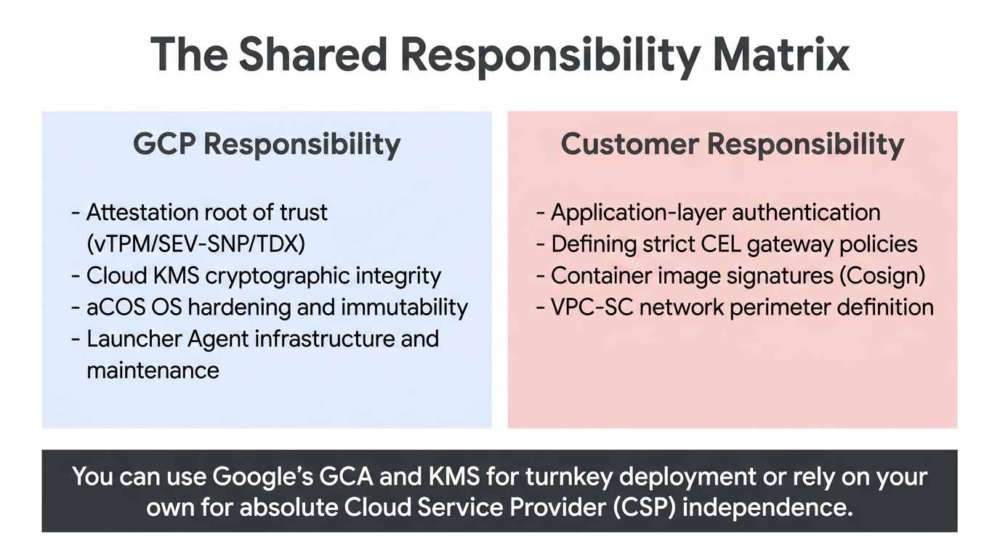 The Shared Responsibility Matrix
GCP Responsibility
- Attestation root of trust
(vTPM/SEV-SNP/TDX)
- Cloud KMS cryptographic integrity
- aCOS OS hardening and immutability
- Launcher Agent infrastructure and
maintenance
Customer Responsibility
- Application-layer authentication
- Defining strict CEL gateway policies
- Container image signatures (Cosign)
- VPC-SC network perimeter definition
You can use Google’s GCA and KMS for turnkey deployment or rely on your
own for absolute Cloud Service Provider (CSP) independence.